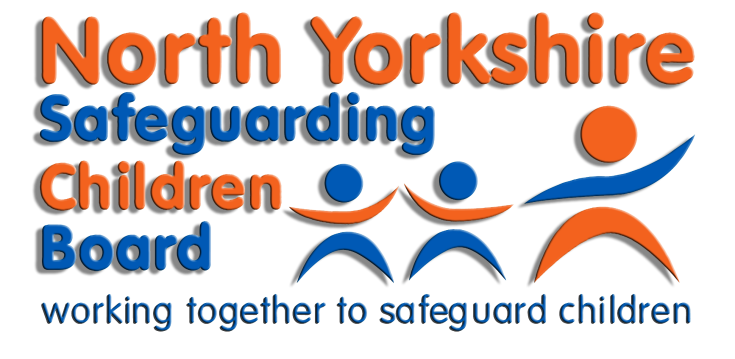 North Yorkshire
Safeguarding
Children
Board
working together to safeguard children